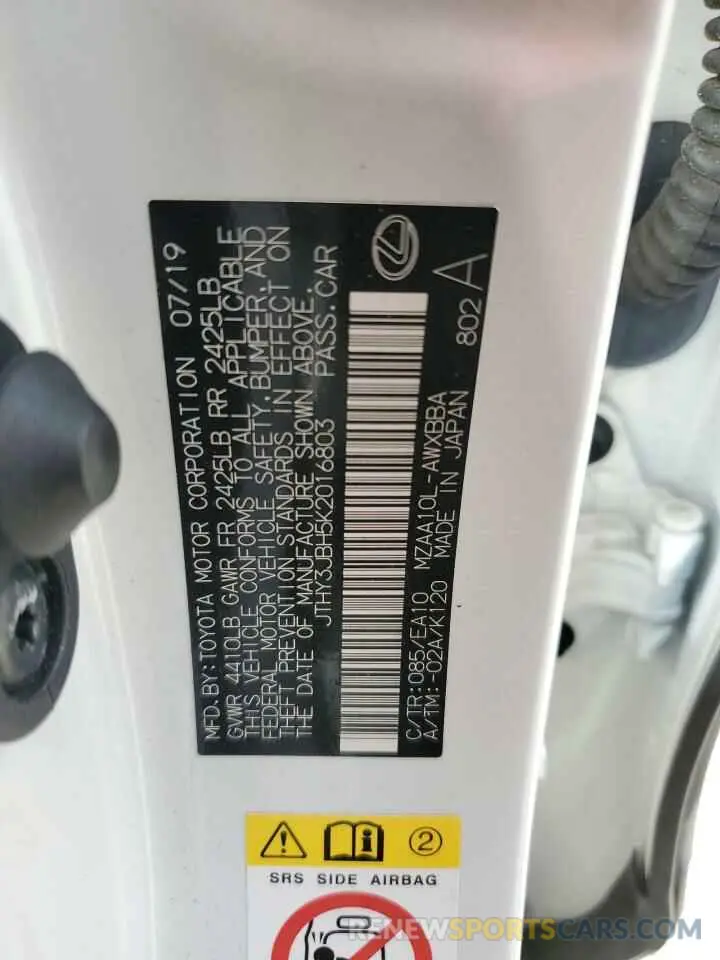 MFD.BY:TOYOTA MOTOR CORPORATION 07/19
GVWR 4410LB GAWR FR 2425LB RR 2425LB
THIS VEHICLE CONFORMS TO ALL APPLICABLE
FEDERAL MOTOR VEHICLE SAFETY,BUMPER,AND
THEFT PREVENTION STANDARDS IN EFFECT ON
THE DATE OF MANUFACTURE SHOWN ABOVE.
JTHY3JBH5K2016803 PASS.CAR
C/TR:085/EA10 MZAA10L-AWXBBA 802 A
A/TM:-02A/K120 MADE IN JAPAN
2
SRS SIDE AIRBAG
RENEWSPORTSCARS.COM